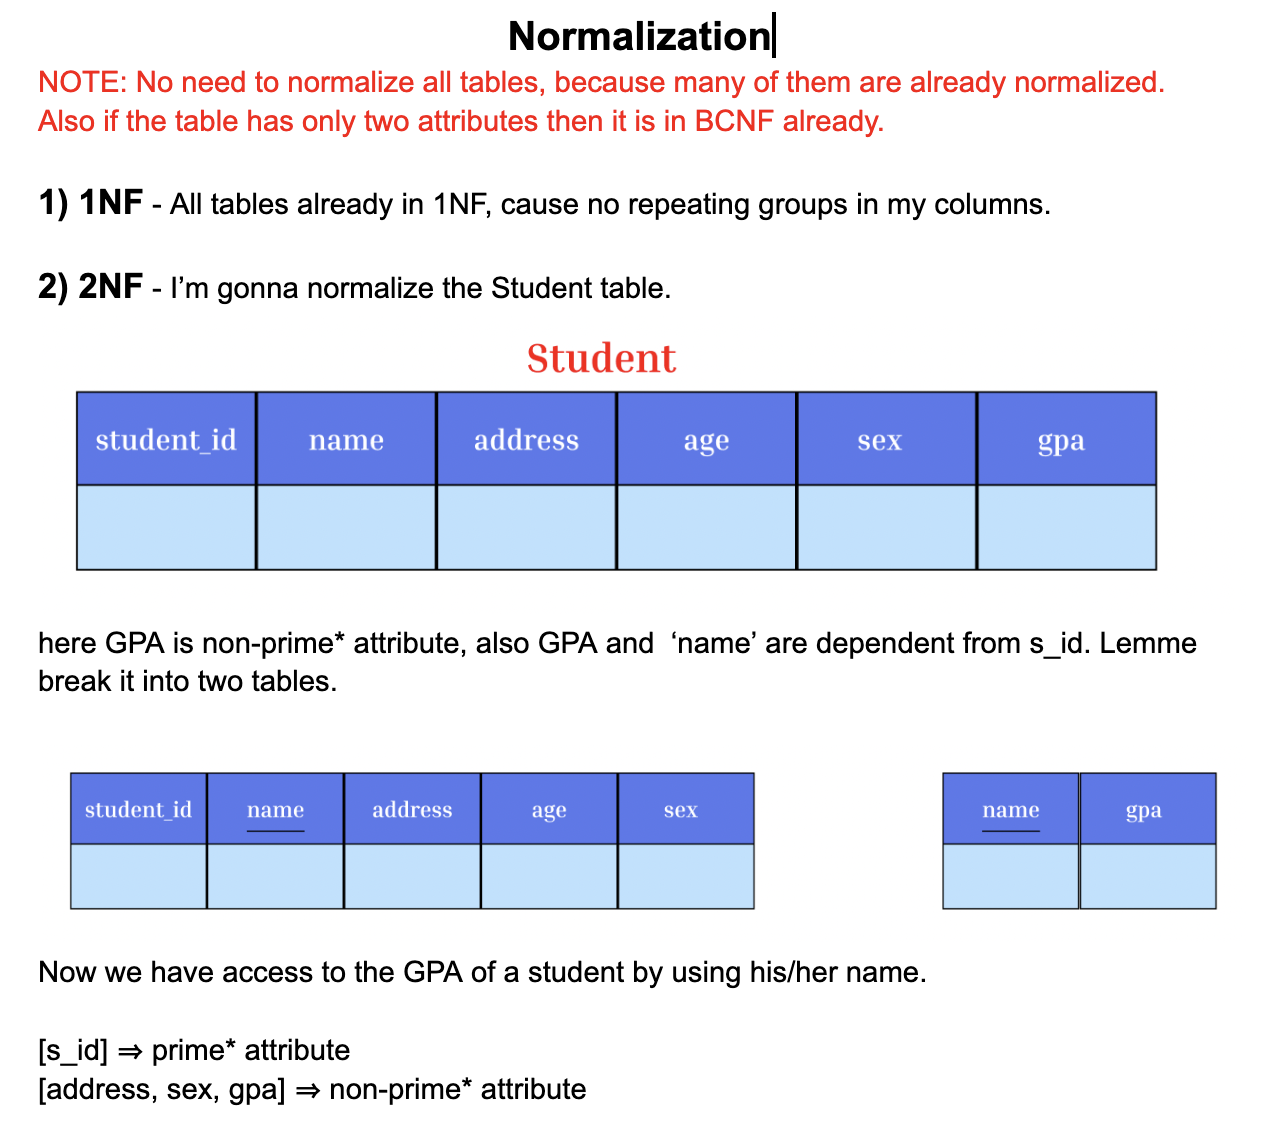 Normalization
NOTE: No need to normalize all tables, because many of them are already normalized.
Also if the table has only two attributes then it is in BCNF already.
1) 1NF - All tables already in 1NF, cause no repeating groups in my columns.
2) 2NF - I’m gonna normalize the Student table.
Student
student_id name address age sex gpa
here GPA is non-prime* attribute, also GPA and ‘name’ are dependent from s_id. Lemme
break it into two tables.
student_id name address age sex name gpa
Now we have access to the GPA of a student by using his/her name.
[s_id] ⇒ prime* attribute
[address, sex, gpa] ⇒ non-prime* attribute